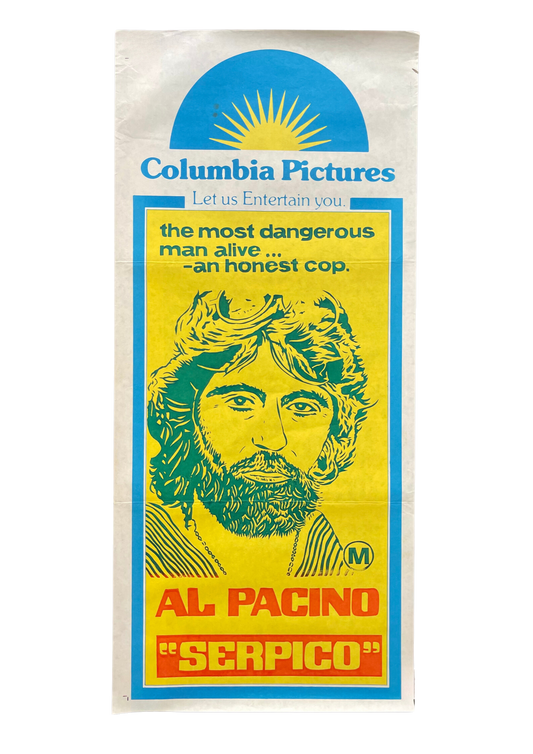 Columbia Pictures
Let us Entertain you.
the most dangerous
man alive ...
-an honest cop.
M
AL PACINO
"SERPICO"